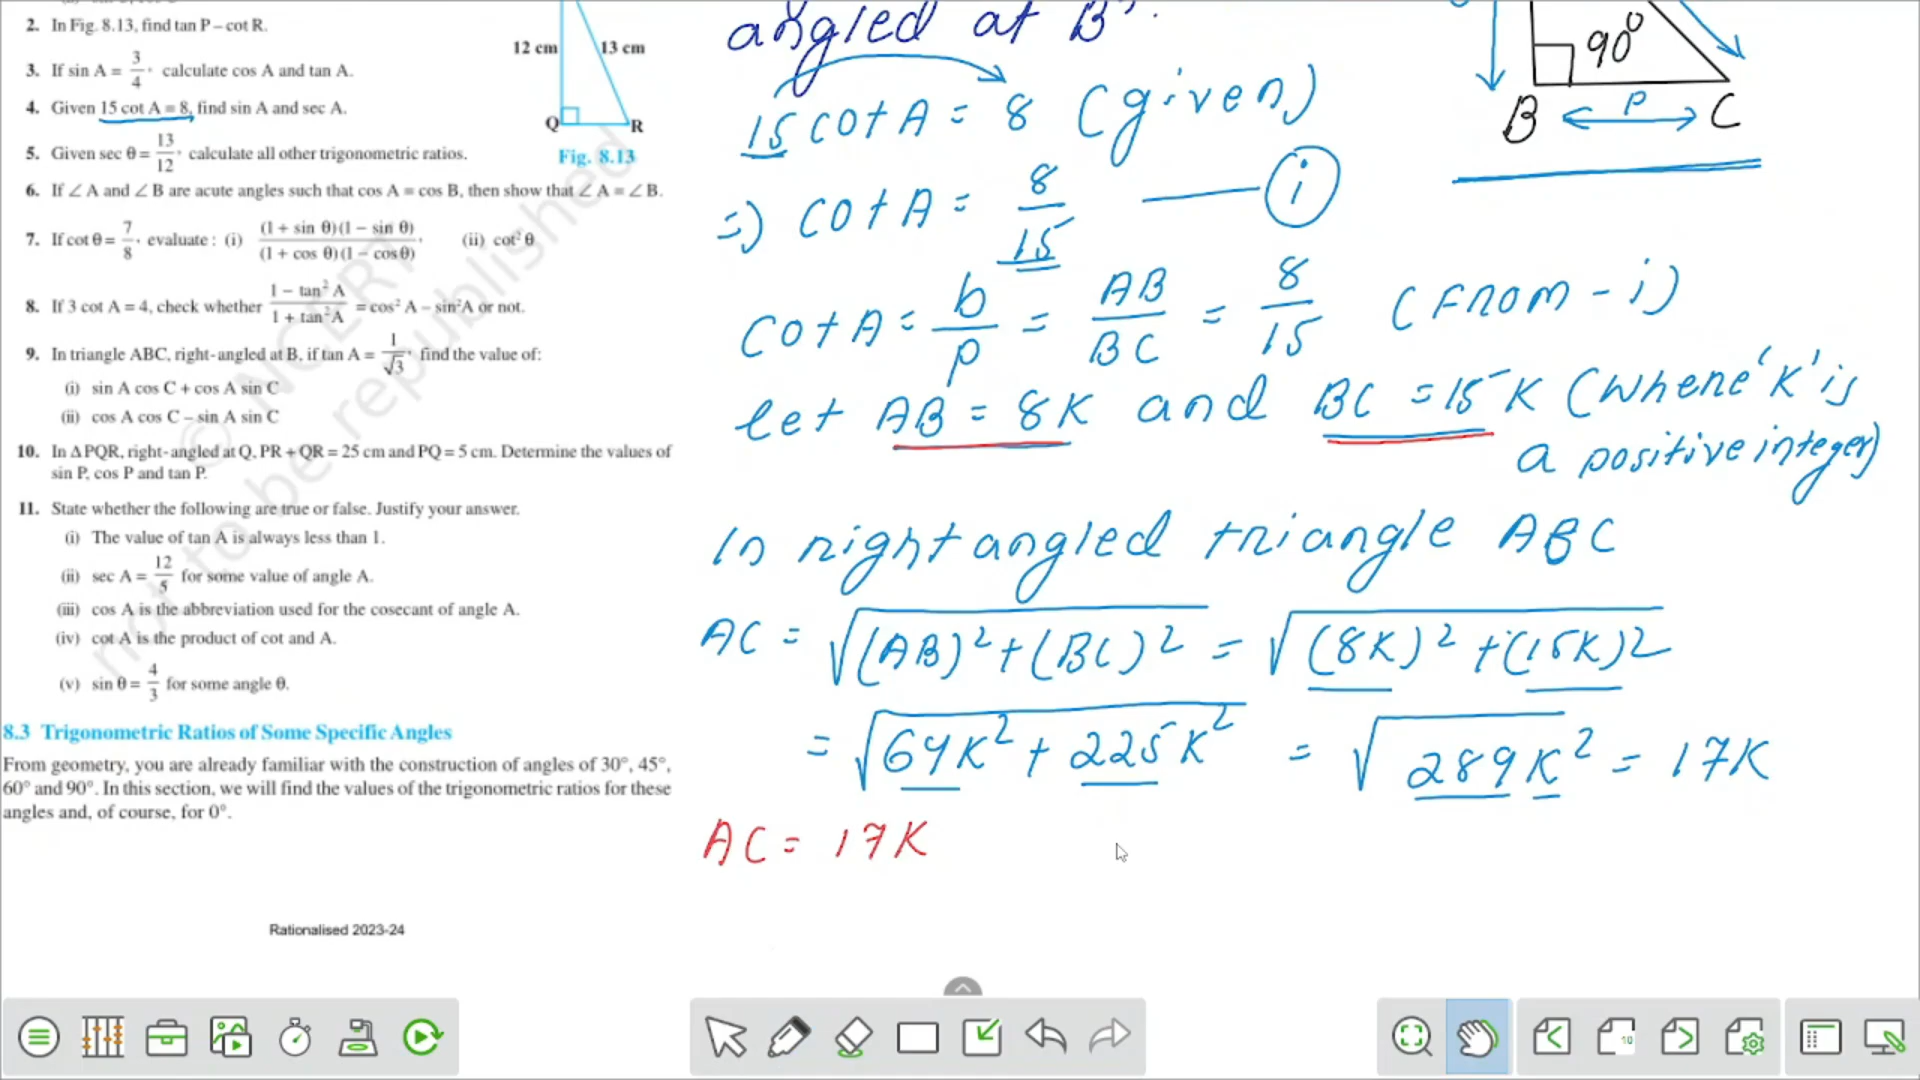 2. In Fig. 8.13, find tan P – cot R.
3. If sin A = 3/4, calculate cos A and tan A.
4. Given 15 cot A = 8, find sin A and sec A.
5. Given sec θ = 13/12, calculate all other trigonometric ratios.
6. If ∠ A and ∠ B are acute angles such that cos A = cos B, then show that ∠ A = ∠ B.
7. If cot θ = 7/8, evaluate : (i) (1 + sin θ)(1 – sin θ)/(1 + cos θ)(1 – cos θ), (ii) cot² θ
8. If 3 cot A = 4, check whether 1 – tan² A/1 + tan² A = cos² A – sin² A or not.
9. In triangle ABC, right-angled at B, if tan A = 1/√3, find the value of:
(i) sin A cos C + cos A sin C
(ii) cos A cos C – sin A sin C
10. In Δ PQR, right-angled at Q, PR + QR = 25 cm and PQ = 5 cm. Determine the values of
sin P, cos P and tan P.
11. State whether the following are true or false. Justify your answer.
(i) The value of tan A is always less than 1.
(ii) sec A = 12/5 for some value of angle A.
(iii) cos A is the abbreviation used for the cosecant of angle A.
(iv) cot A is the product of cot and A.
(v) sin θ = 4/3 for some angle θ.
8.3 Trigonometric Ratios of Some Specific Angles
From geometry, you are already familiar with the construction of angles of 30°, 45°,
60° and 90°. In this section, we will find the values of the trigonometric ratios for these
angles and, of course, for 0°.
Rationalised 2023-24
12 cm 13 cm
Q R
Fig. 8.13
© NCERT
not to be republished
angled at B'.
15 cot A = 8 (given)
=> cot A = 8/15 — (i)
cot A = b/p = AB/BC = 8/15 (From - i)
let AB = 8K and BC = 15K (Where 'K' is
a positive integer)
In right angled triangle ABC
AC = √(AB)² + (BC)² = √(8K)² + (15K)²
= √64K² + 225K² = √289K² = 17K
AC = 17K
90°
B P C
10